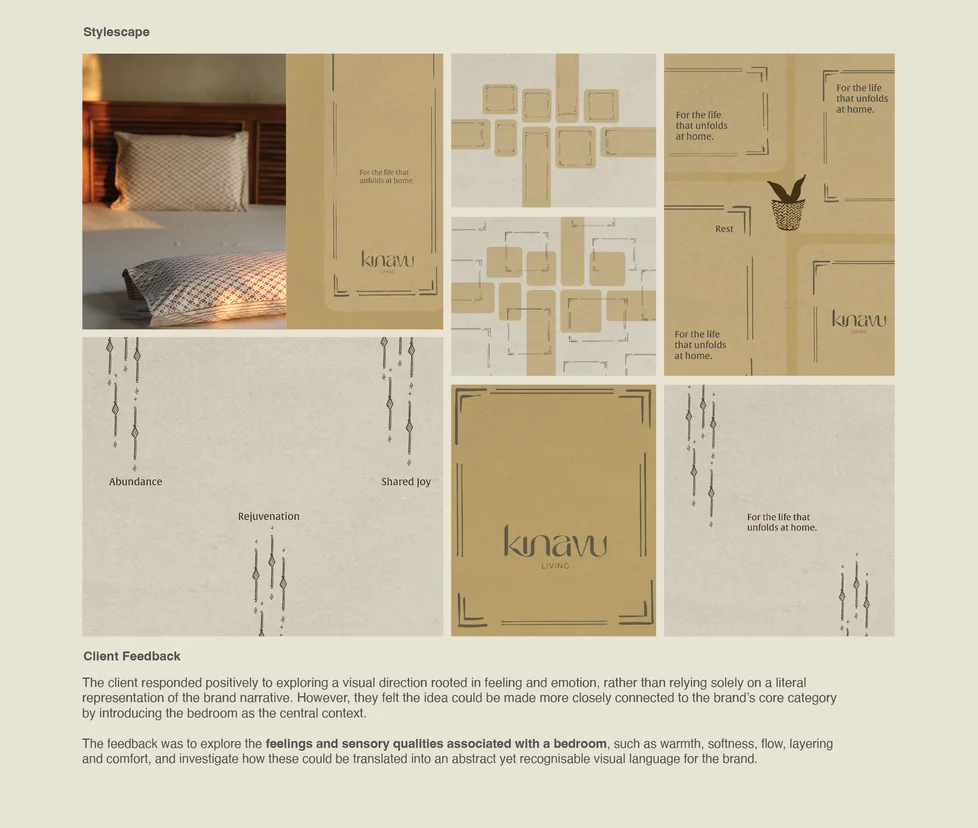 Stylescape
For the life that
unfolds at home.
kinavu
LIVING
For the life
that unfolds
at home.
For the life
that unfolds
at home.
Rest
For the life
that unfolds
at home.
kinavu
LIVING
Abundance
Shared Joy
Rejuvenation
kinavu
LIVING
For the life that
unfolds at home.
Client Feedback
The client responded positively to exploring a visual direction rooted in feeling and emotion, rather than relying solely on a literal
representation of the brand narrative. However, they felt the idea could be made more closely connected to the brand’s core category
by introducing the bedroom as the central context.
The feedback was to explore the feelings and sensory qualities associated with a bedroom, such as warmth, softness, flow, layering
and comfort, and investigate how these could be translated into an abstract yet recognisable visual language for the brand.